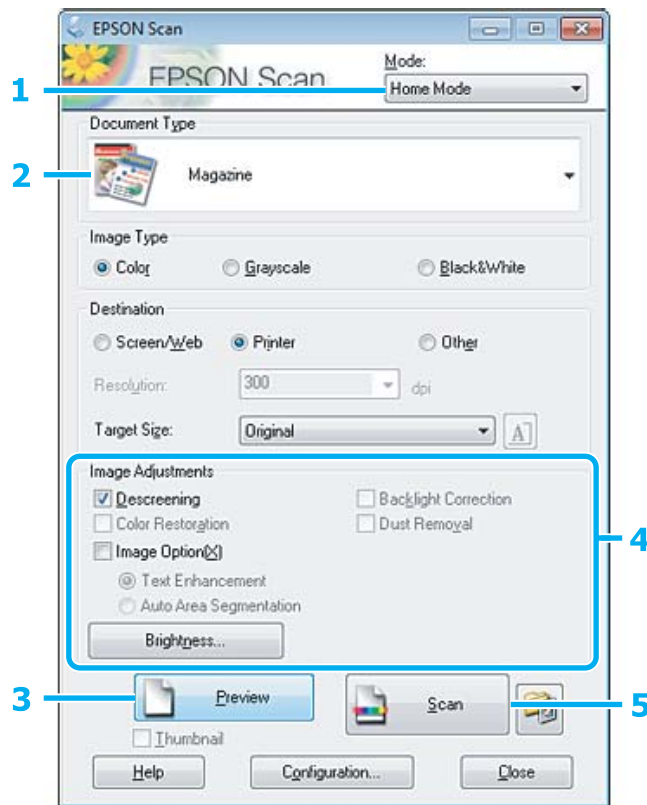 EPSON Scan
EPSON Scan
Mode:
1
Home Mode
Document Type
2
Magazine
Image Type
Color
Grayscale
Black&White
Destination
Screen/Web
Printer
Other
Resolution:
300
dpi
Target Size:
Original
A
Image Adjustments
Descreening
Backlight Correction
Color Restoration
Dust Removal
4
Image Option(X)
Text Enhancement
Auto Area Segmentation
Brightness...
3
Preview
Scan
5
Thumbnail
Help
Configuration...
Close